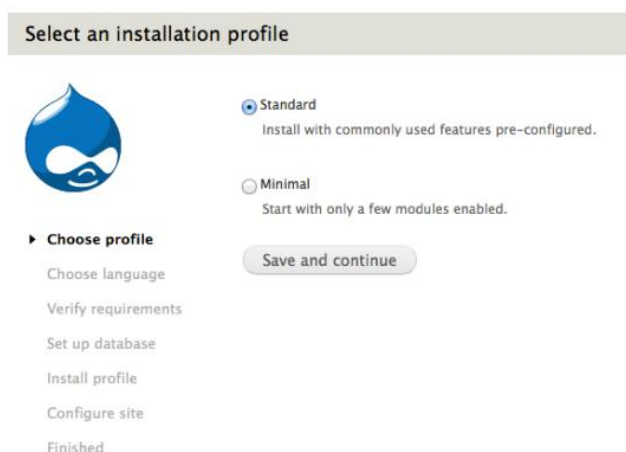 Select an installation profile
Standard
Install with commonly used features pre-configured.
Minimal
Start with only a few modules enabled.
Save and continue
Choose profile
Choose language
Verify requirements
Set up database
Install profile
Configure site
Finished